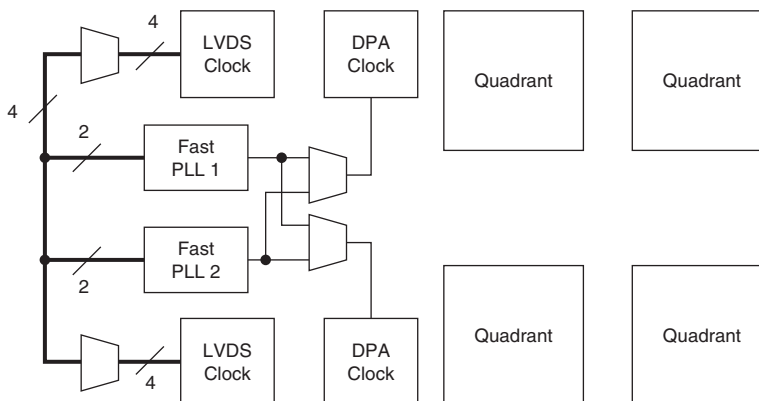 4
LVDS
Clock
DPA
Clock
Quadrant
Quadrant
4
2
Fast
PLL 1
Fast
PLL 2
2
LVDS
Clock
4
DPA
Clock
Quadrant
Quadrant